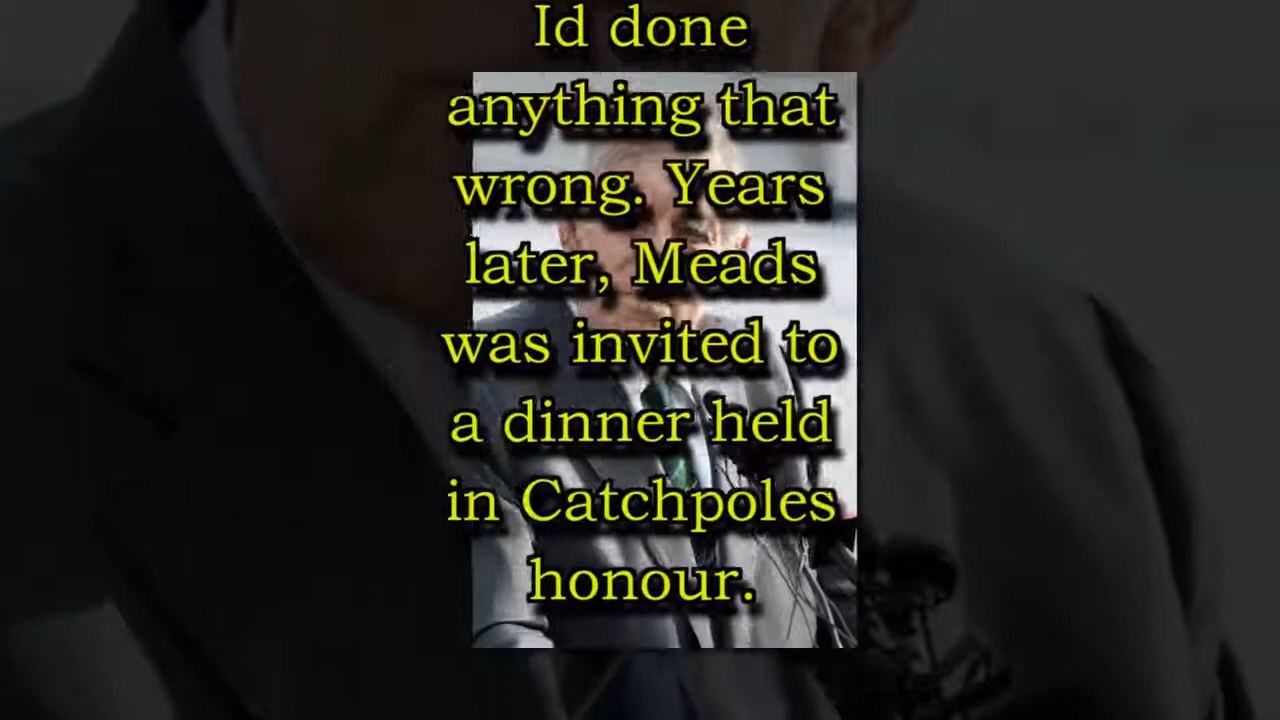 Id done
anything that
wrong. Years
later, Meads
was invited to
a dinner held
in Catchpoles
honour.